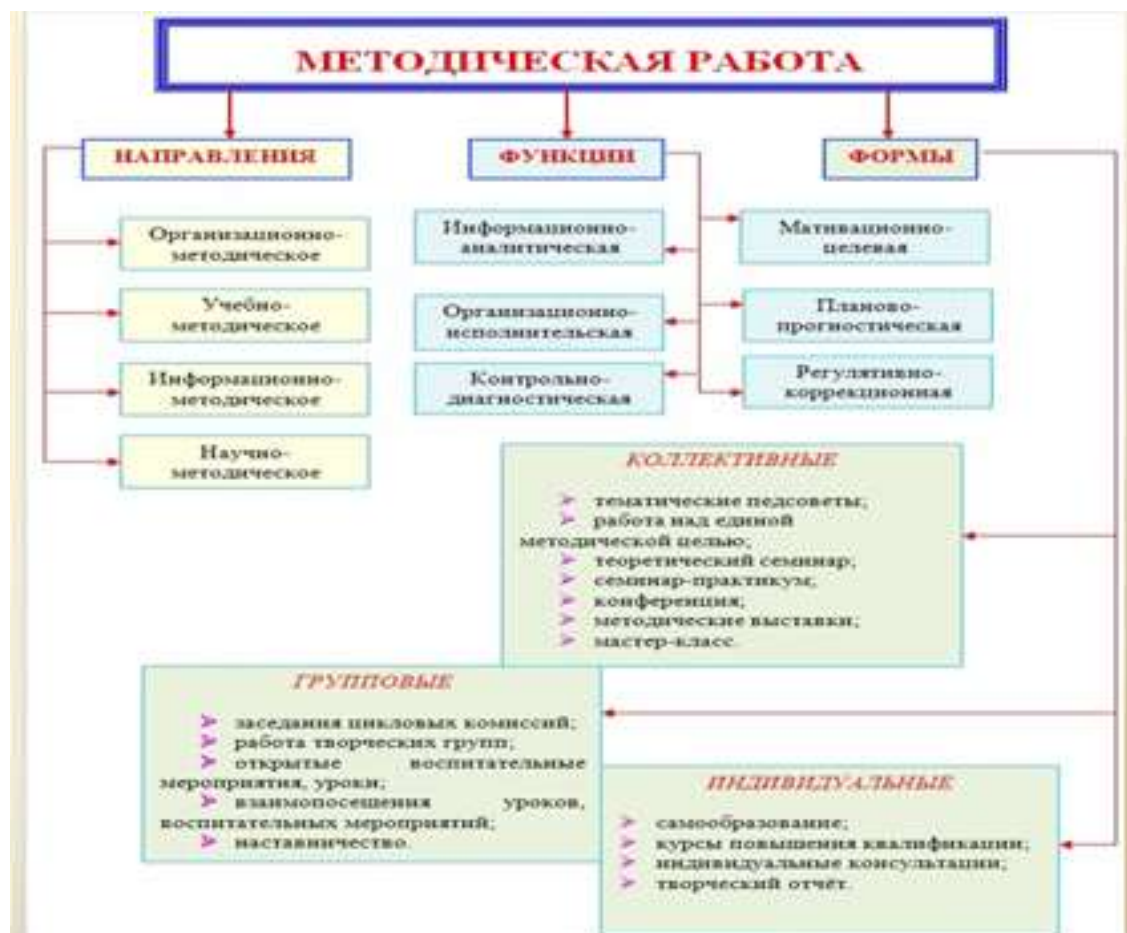 МЕТОДИЧЕСКАЯ РАБОТА
НАПРАВЛЕНИЯ
Организационно-
методическое
Учебно-
методическое
Информационно-
методическое
Научно-
методическое
ФУНКЦИИ
Информационно-
аналитическая
Организационно-
исполнительская
Контрольно-
диагностическая
Мативационно-
целевая
Планово-
прогностическая
Регулятивно-
коррекционная
ФОРМЫ
КОЛЛЕКТИВНЫЕ
➢ тематические педсоветы;
➢ работа над единой
методической целью;
➢ теоретический семинар;
➢ семинар-практикум;
➢ конференция;
➢ методические выставки;
➢ мастер-класс.
ГРУППОВЫЕ
➢ заседания цикловых комиссий;
➢ работа творческих групп;
➢ открытые воспитательные
мероприятия, уроки;
➢ взаимопосещения уроков,
воспитательных мероприятий;
➢ наставничество.
ИНДИВИДУАЛЬНЫЕ
➢ самообразование;
➢ курсы повышения квалификации;
➢ индивидуальные консультации;
➢ творческий отчёт.